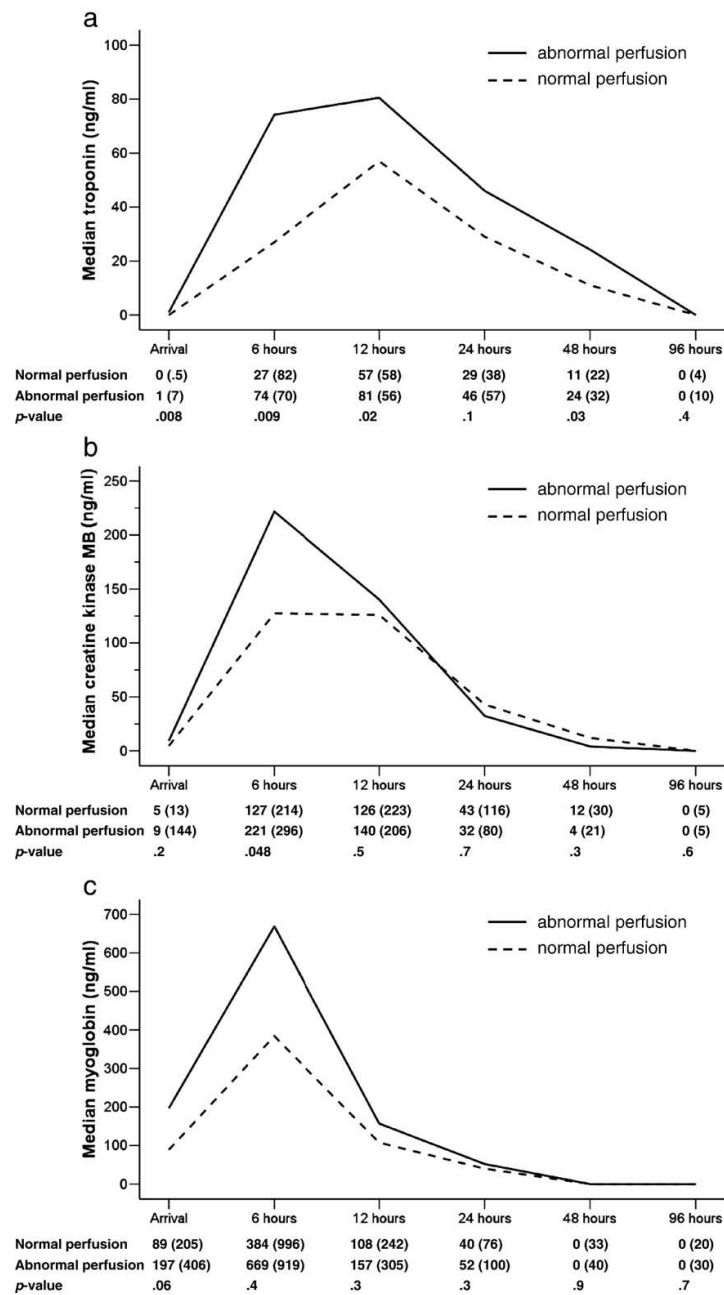 a
Median troponin (ng/ml)
100
80
60
40
20
0
abnormal perfusion
normal perfusion
Arrival 6 hours 12 hours 24 hours 48 hours 96 hours
Normal perfusion 0 (.5) 27 (82) 57 (58) 29 (38) 11 (22) 0 (4)
Abnormal perfusion 1 (7) 74 (70) 81 (56) 46 (57) 24 (32) 0 (10)
p-value .008 .009 .02 .1 .03 .4
b
Median creatine kinase MB (ng/ml)
250
200
150
100
50
0
abnormal perfusion
normal perfusion
Arrival 6 hours 12 hours 24 hours 48 hours 96 hours
Normal perfusion 5 (13) 127 (214) 126 (223) 43 (116) 12 (30) 0 (5)
Abnormal perfusion 9 (144) 221 (296) 140 (206) 32 (80) 4 (21) 0 (5)
p-value .2 .048 .5 .7 .3 .6
c
Median myoglobin (ng/ml)
700
600
500
400
300
200
100
0
abnormal perfusion
normal perfusion
Arrival 6 hours 12 hours 24 hours 48 hours 96 hours
Normal perfusion 89 (205) 384 (996) 108 (242) 40 (76) 0 (33) 0 (20)
Abnormal perfusion 197 (406) 669 (919) 157 (305) 52 (100) 0 (40) 0 (30)
p-value .06 .4 .3 .3 .9 .7